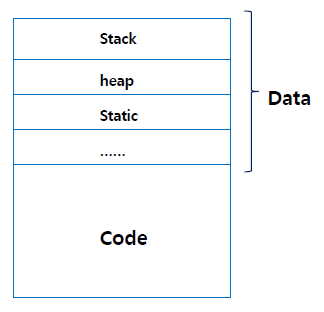 Stack
heap
Static
......
Code
Data